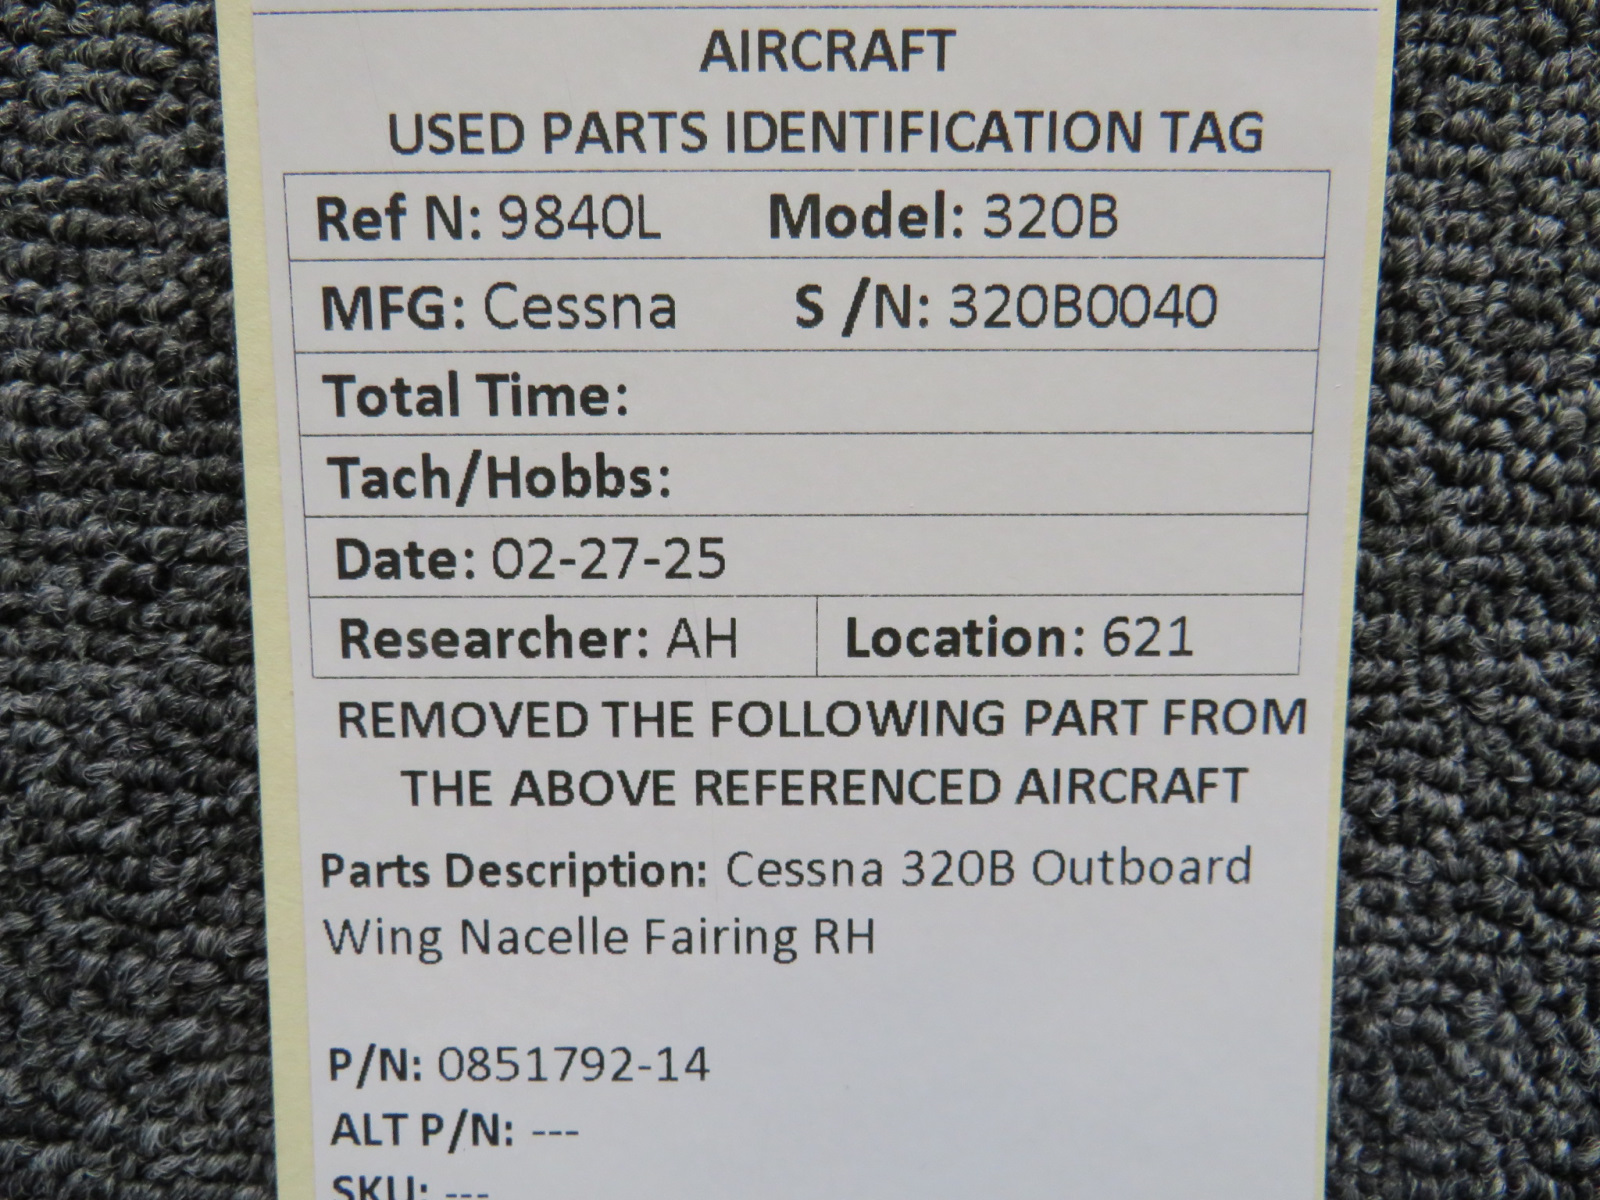 AIRCRAFT
USED PARTS IDENTIFICATION TAG
Ref N: 9840L Model: 320B
MFG: Cessna S /N: 320B0040
Total Time:
Tach/Hobbs:
Date: 02-27-25
Researcher: AH Location: 621
REMOVED THE FOLLOWING PART FROM
THE ABOVE REFERENCED AIRCRAFT
Parts Description: Cessna 320B Outboard
Wing Nacelle Fairing RH
P/N: 0851792-14
ALT P/N: ---
SKU: ---